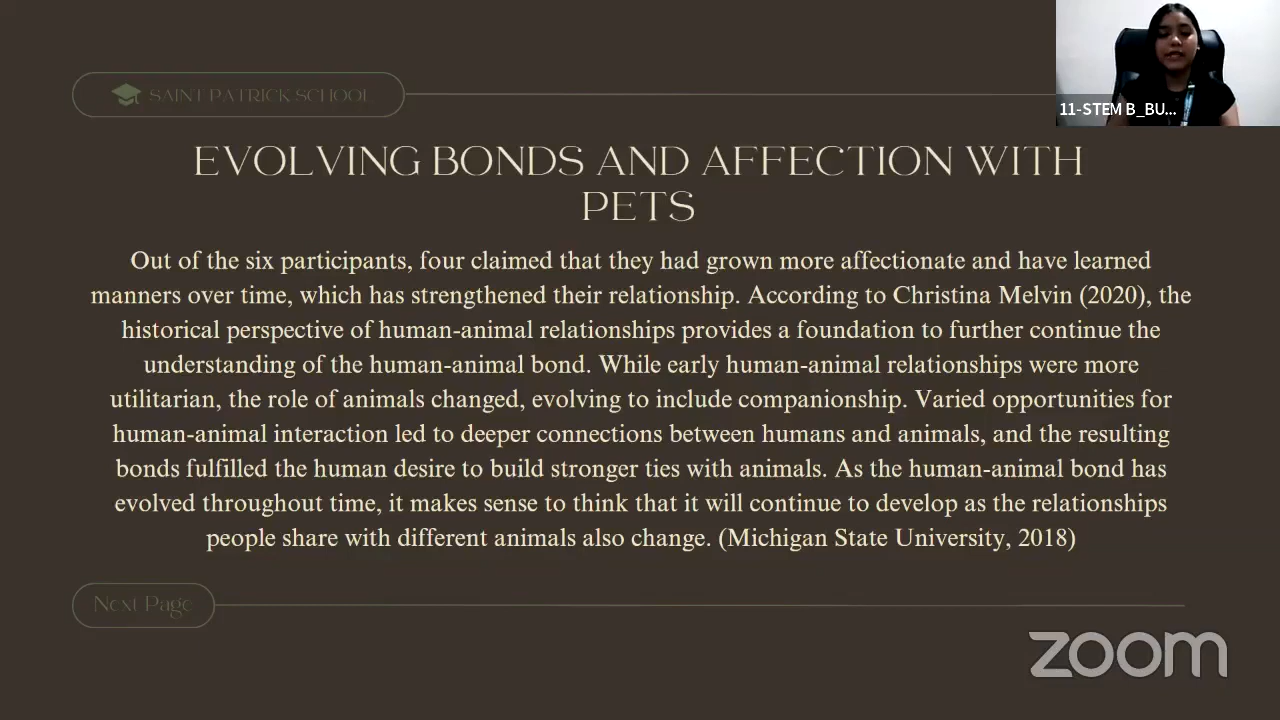 SAINT PATRICK SCHOOL
11-STEM B_BU...
EVOLVING BONDS AND AFFECTION WITH
PETS
Out of the six participants, four claimed that they had grown more affectionate and have learned
manners over time, which has strengthened their relationship. According to Christina Melvin (2020), the
historical perspective of human-animal relationships provides a foundation to further continue the
understanding of the human-animal bond. While early human-animal relationships were more
utilitarian, the role of animals changed, evolving to include companionship. Varied opportunities for
human-animal interaction led to deeper connections between humans and animals, and the resulting
bonds fulfilled the human desire to build stronger ties with animals. As the human-animal bond has
evolved throughout time, it makes sense to think that it will continue to develop as the relationships
people share with different animals also change. (Michigan State University, 2018)
Next Page
zoom